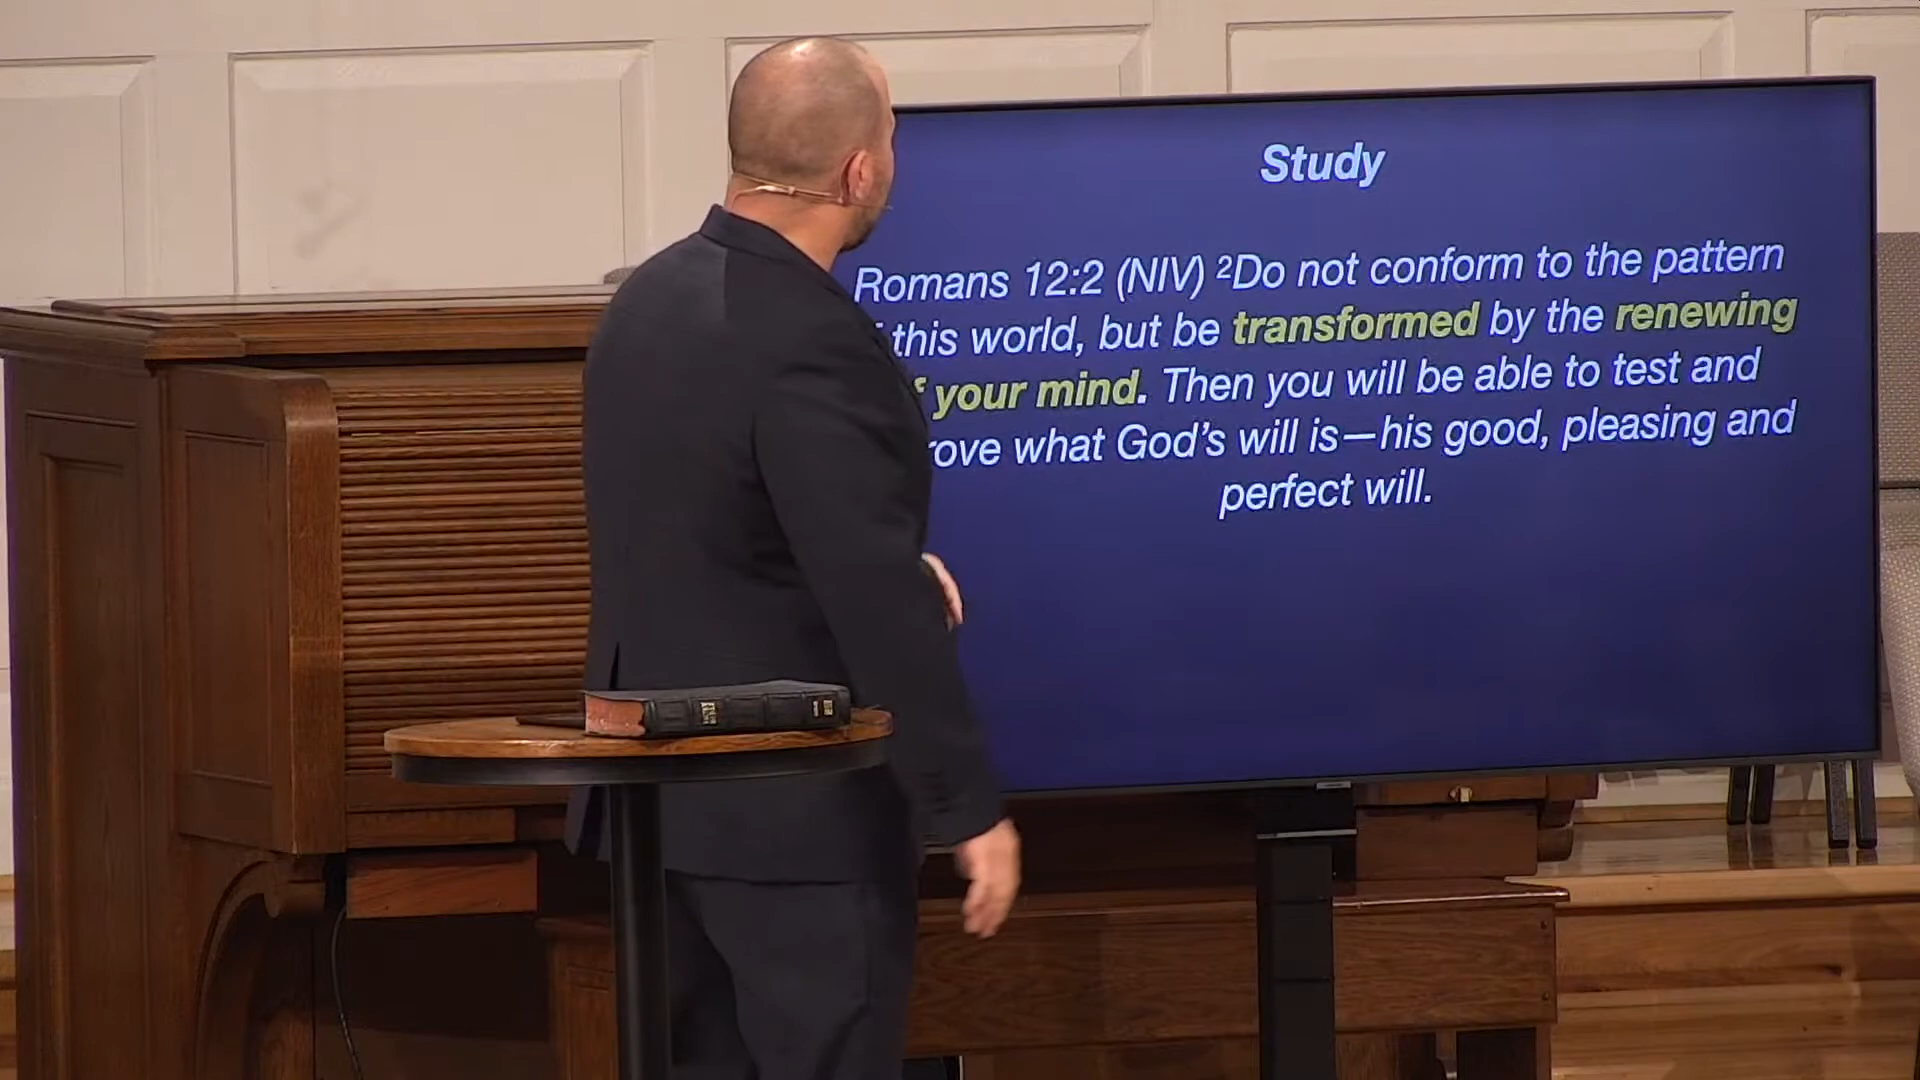 Study
Romans 12:2 (NIV) ²Do not conform to the pattern
this world, but be transformed by the renewing
your mind. Then you will be able to test and
what God’s will is—his good, pleasing and
perfect will.